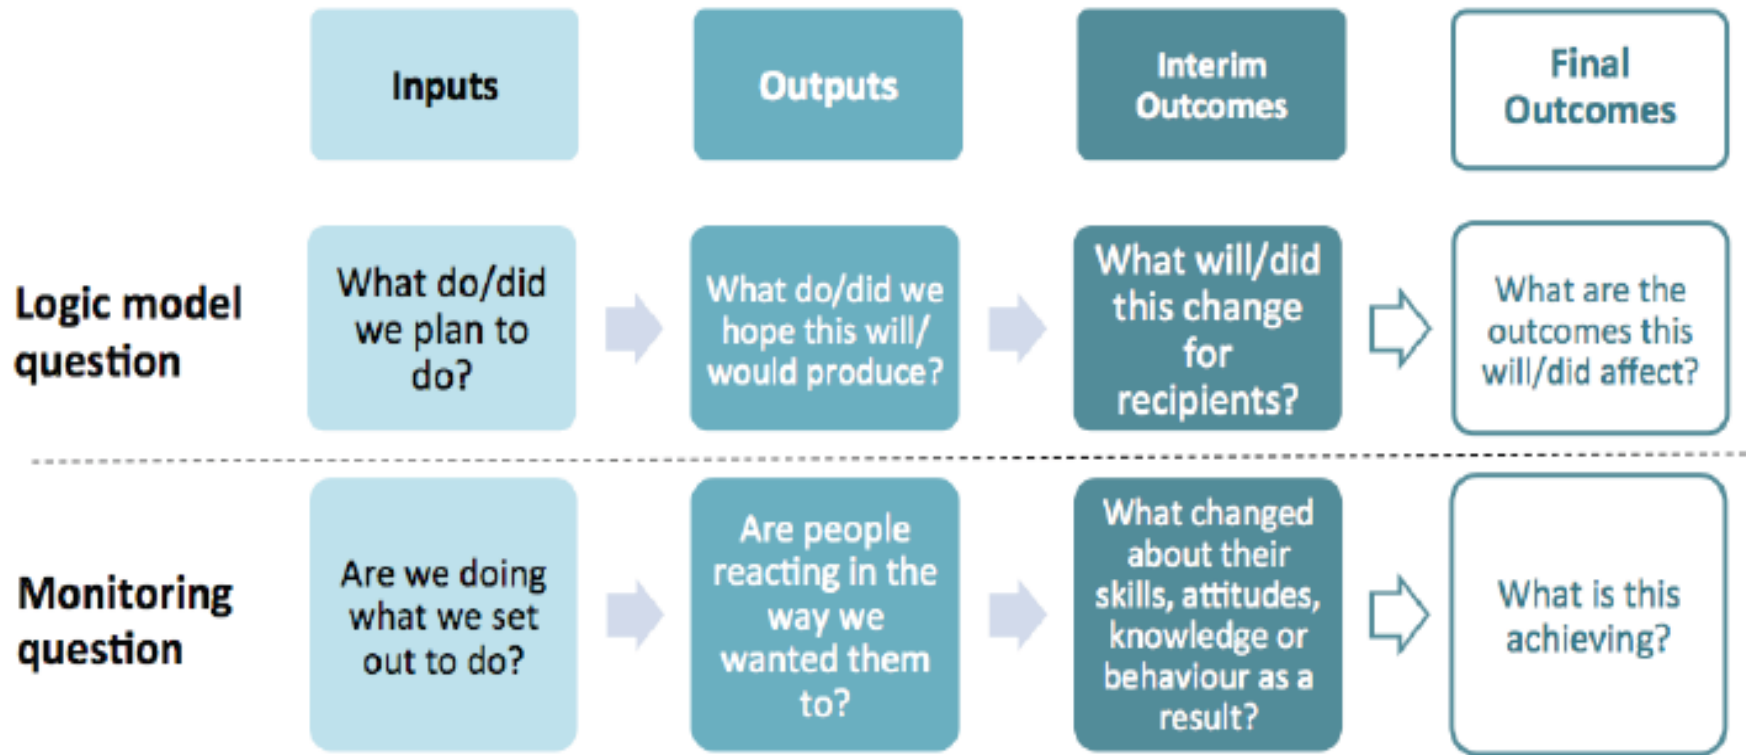 Inputs
Outputs
Interim
Outcomes
Final
Outcomes
Logic model
question
What do/did
we plan to
do?
What do/did we
hope this will/
would produce?
What will/did
this change
for
recipients?
What are the
outcomes this
will/did affect?
Monitoring
question
Are we doing
what we set
out to do?
Are people
reacting in the
way we
wanted them
to?
What changed
about their
skills, attitudes,
knowledge or
behaviour as a
result?
What is this
achieving?